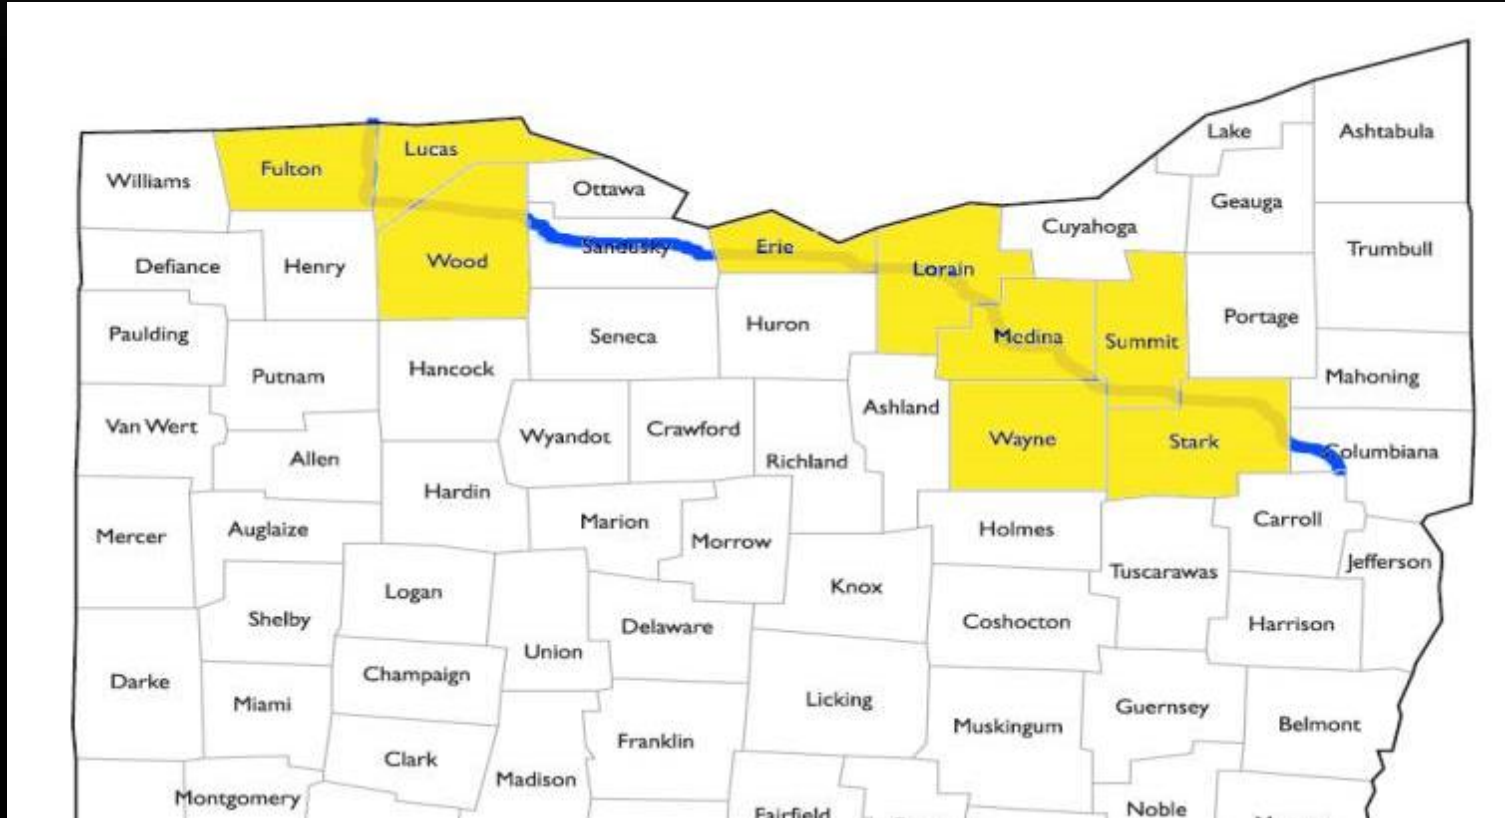 Lake
Ashtabula
Lucas
Fulton
Williams
Ottawa
Geauga
Cuyahoga
Erie
Sandusky
Trumbull
Wood
Defiance
Henry
Lorain
Portage
Huron
Paulding
Seneca
Medina
Summit
Hancock
Putnam
Mahoning
Ashland
Van Wert
Wyandot
Crawford
Wayne
Stark
Columbiana
Allen
Richland
Hardin
Marion
Carroll
Auglaize
Holmes
Mercer
Morrow
Jefferson
Tuscarawas
Logan
Knox
Shelby
Delaware
Coshocton
Harrison
Union
Champaign
Darke
Miami
Licking
Guernsey
Muskingum
Belmont
Franklin
Clark
Madison
Montgomery
Noble
Fairfield